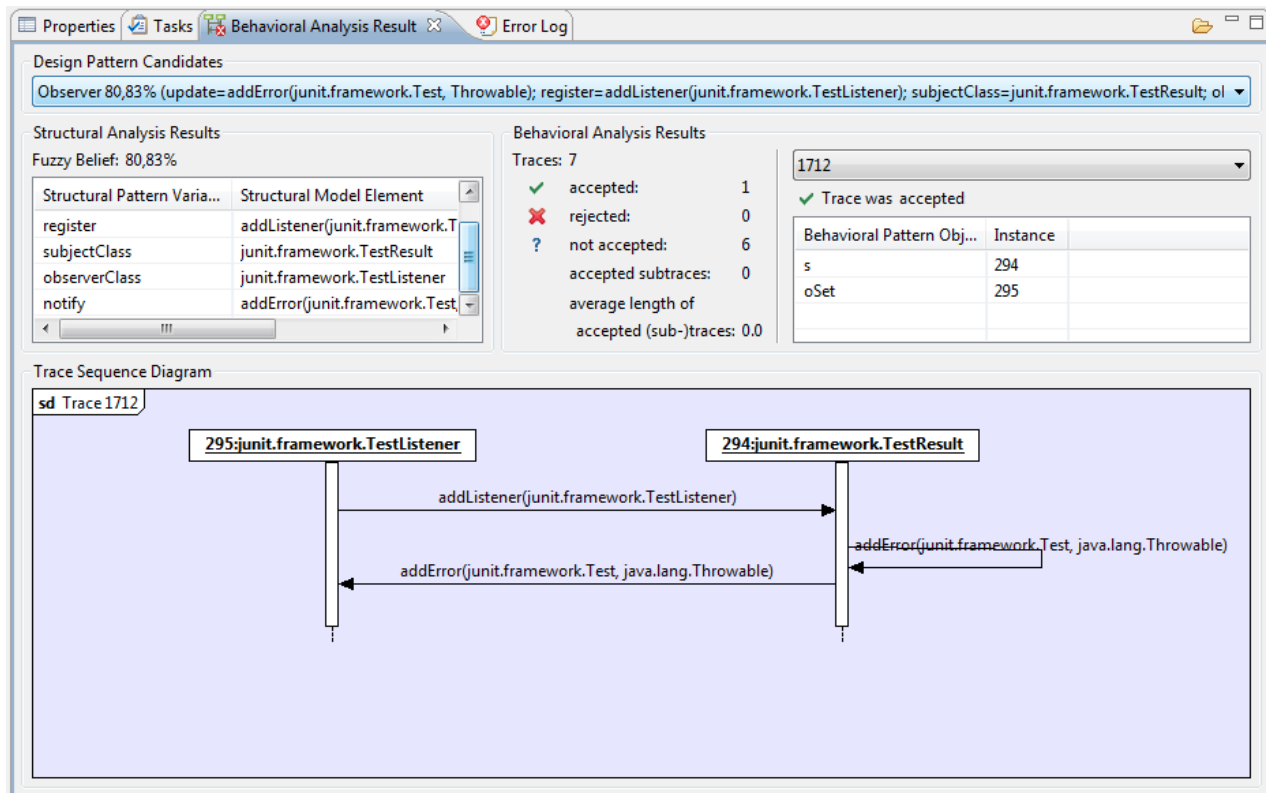 Properties Tasks Behavioral Analysis Result Error Log
Design Pattern Candidates
Observer 80,83% (update=addError(junit.framework.Test, Throwable); register=addListener(junit.framework.TestListener); subjectClass=junit.framework.TestResult; ol
Structural Analysis Results
Fuzzy Belief: 80,83%
Structural Pattern Varia... Structural Model Element
register addListener(junit.framework.T
subjectClass junit.framework.TestResult
observerClass junit.framework.TestListener
notify addError(junit.framework.Test,
Behavioral Analysis Results
Traces: 7
accepted: 1
rejected: 0
? not accepted: 6
accepted subtraces: 0
average length of
accepted (sub-)traces: 0.0
1712
Trace was accepted
Behavioral Pattern Obj... Instance
s 294
oSet 295
Trace Sequence Diagram
sd Trace 1712
295:junit.framework.TestListener 294:junit.framework.TestResult
addListener(junit.framework.TestListener)
addError(junit.framework.Test, java.lang.Throwable)
addError(junit.framework.Test, java.lang.Throwable)